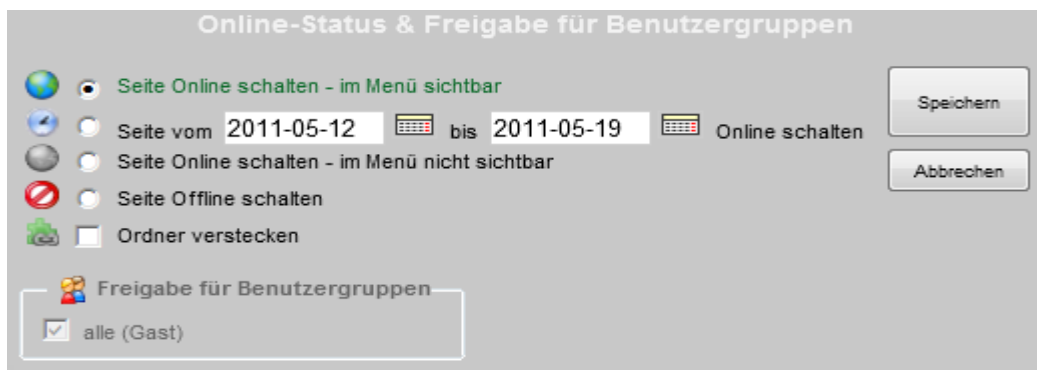 Online-Status & Freigabe für Benutzergruppen
Seite Online schalten - im Menü sichtbar
Seite vom 2011-05-12 bis 2011-05-19 Online schalten
Seite Online schalten - im Menü nicht sichtbar
Seite Offline schalten
Ordner verstecken
Speichern
Abbrechen
Freigabe für Benutzergruppen
alle (Gast)